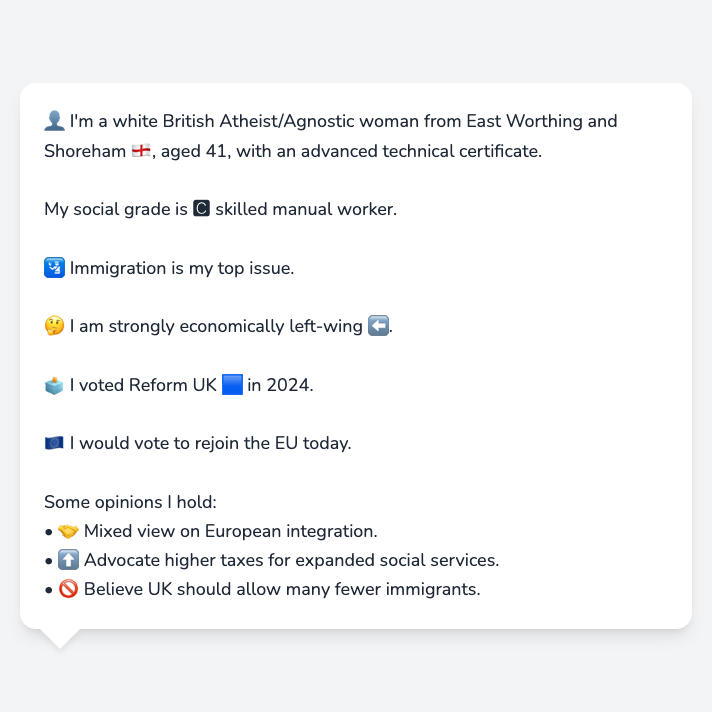 👤 I'm a white British Atheist/Agnostic woman from East Worthing and
Shoreham 🏴󠁧󠁢󠁥󠁮󠁧󠁿, aged 41, with an advanced technical certificate.
My social grade is 🅲 skilled manual worker.
🛂 Immigration is my top issue.
🤔 I am strongly economically left-wing ⬅️.
🗳️ I voted Reform UK 🟦 in 2024.
🇪🇺 I would vote to rejoin the EU today.
Some opinions I hold:
• 🤝 Mixed view on European integration.
• ⬆️ Advocate higher taxes for expanded social services.
• 🚫 Believe UK should allow many fewer immigrants.